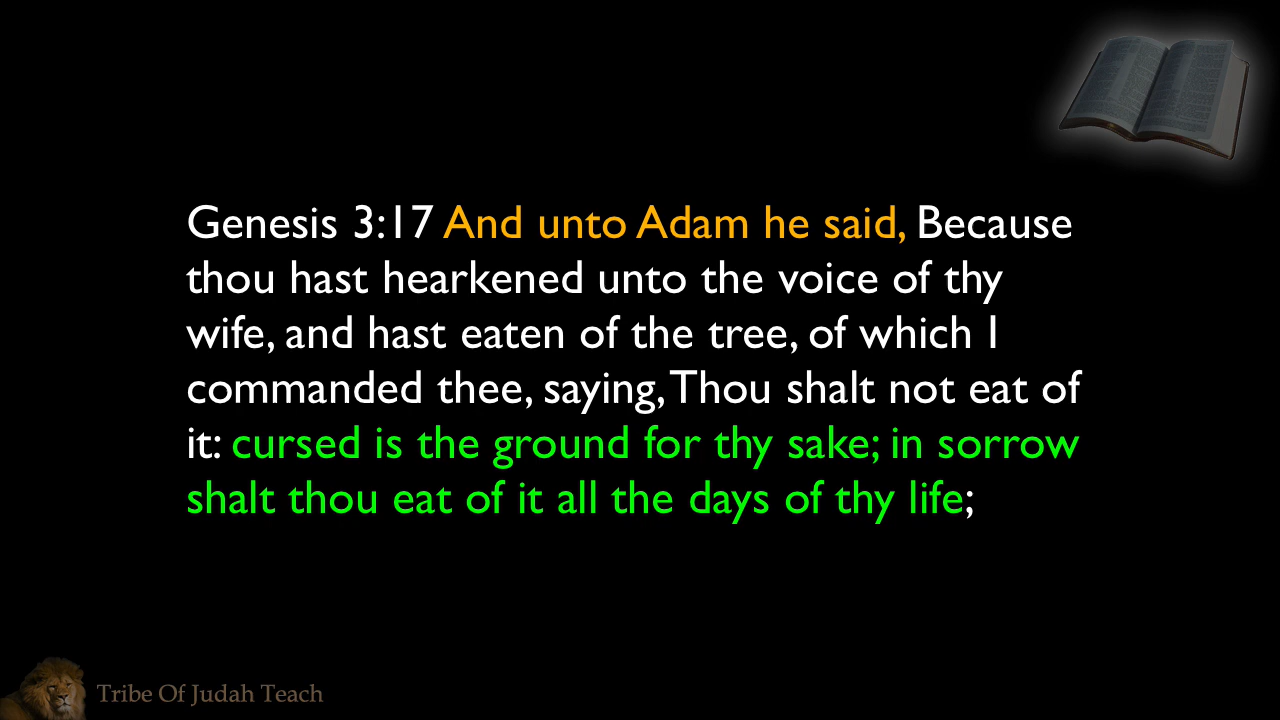 Genesis 3:17 And unto Adam he said, Because
thou hast hearkened unto the voice of thy
wife, and hast eaten of the tree, of which I
commanded thee, saying, Thou shalt not eat of
it: cursed is the ground for thy sake; in sorrow
shalt thou eat of it all the days of thy life;
Tribe Of Judah Teach